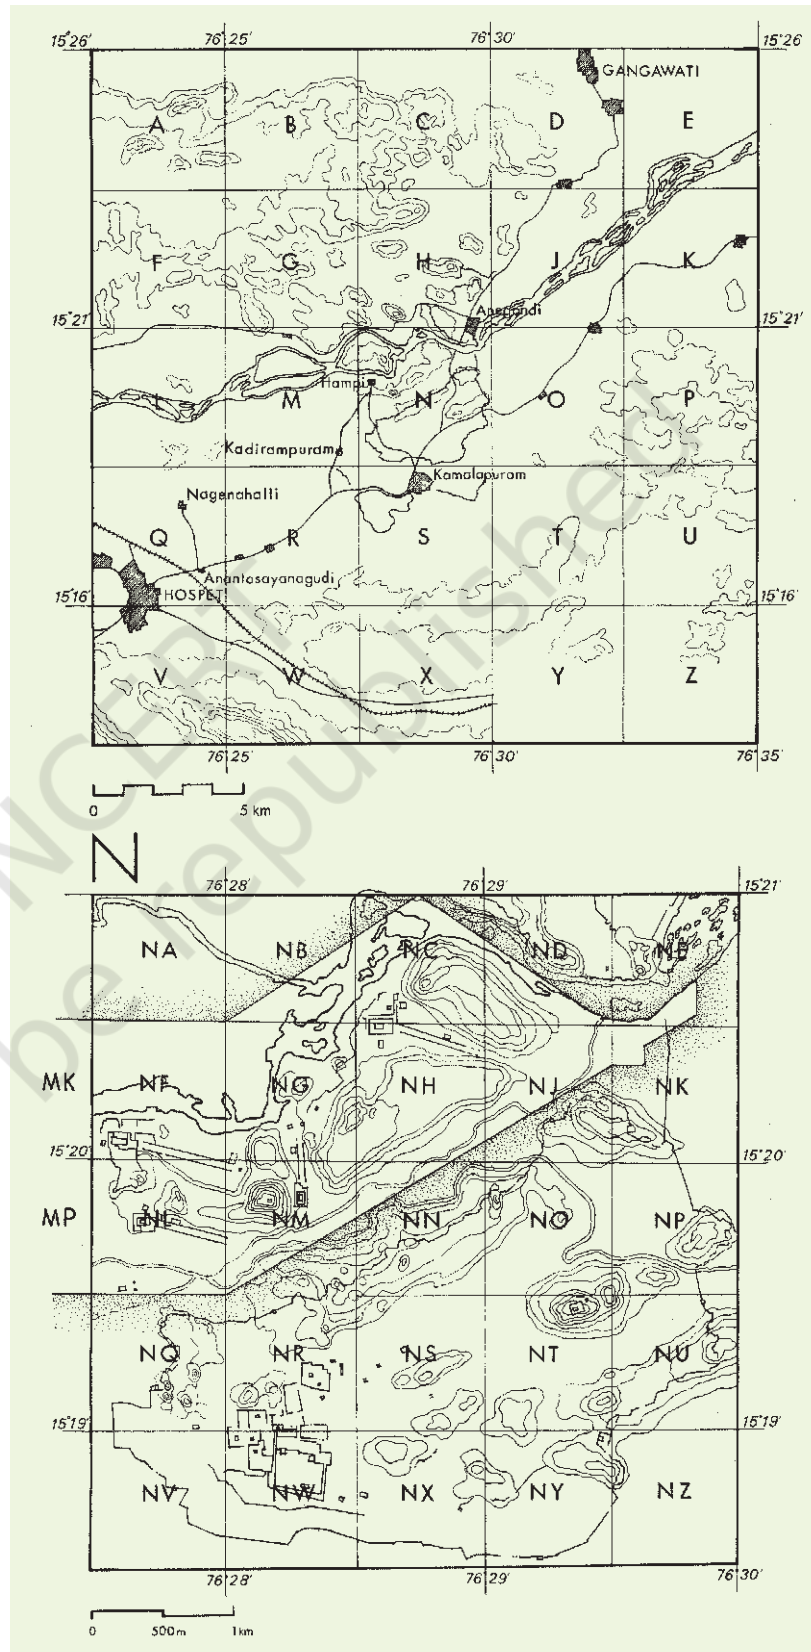 15°26' 76°25' 76°30' 15°26'
GANGAWATI
A B C D E
F G H J K
15°21' Anegondi 15°21'
Hampi
L M N O P
Kadirampuram
Kamalapuram
Nagenahalli
Q R S T U
Anantasayanagudi
15°16' HOSPET 15°16'
V W X Y Z
76°25' 76°30' 76°35'
0 5 km
N
NCERT
be republished
76°28' 76°29' 15°21'
NA NB NC ND NE
MK NF NG NH NJ NK
15°20' 15°20'
MP NL NM NN NO NP
NQ NR NS NT NU
15°19' 15°19'
NV NW NX NY NZ
76°28' 76°29' 76°30'
0 500m 1km